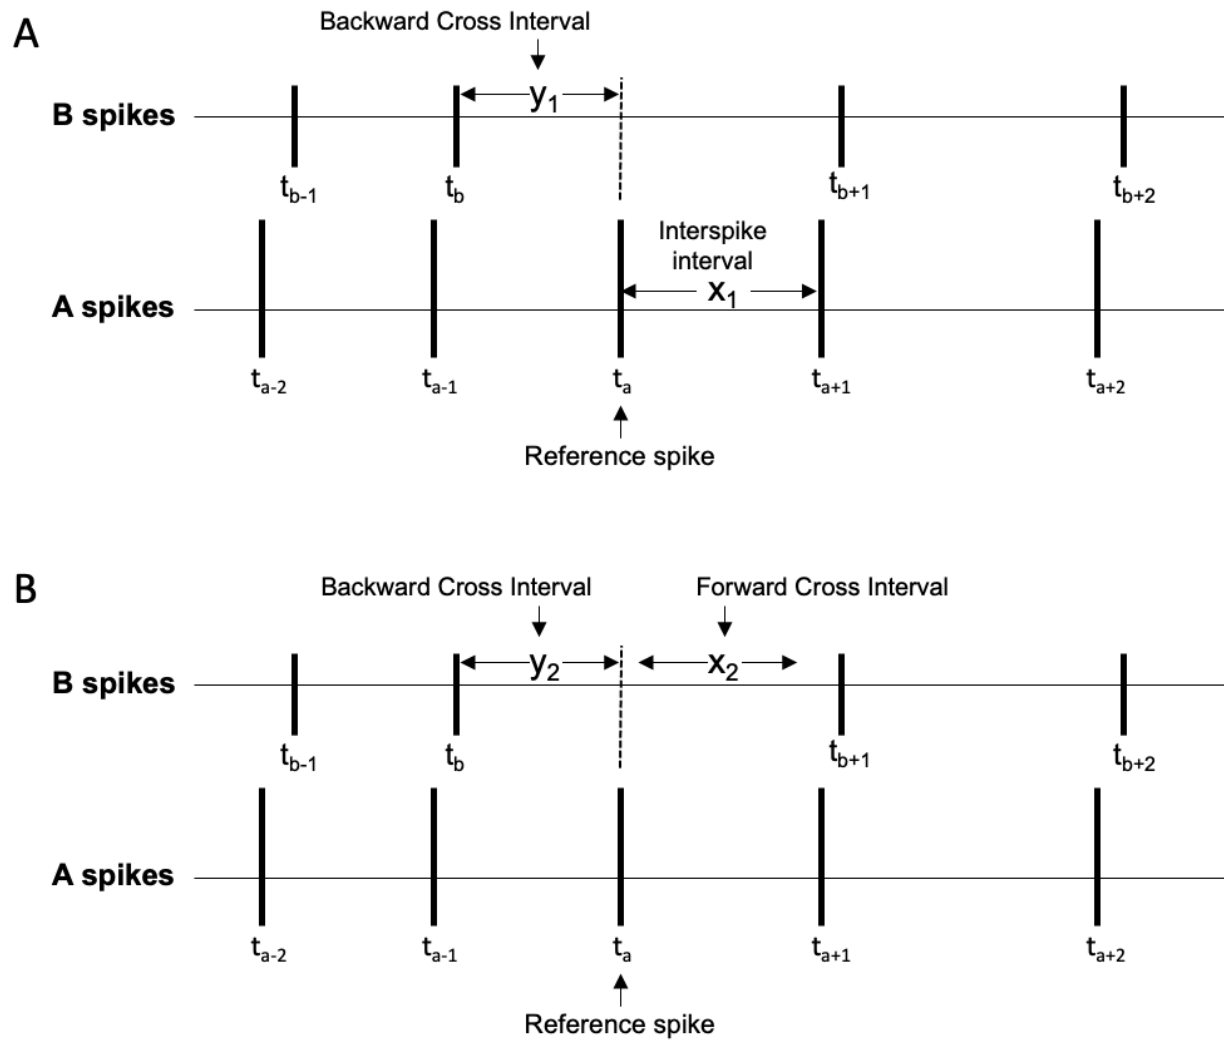 A
Backward Cross Interval
B spikes
y1
tb-1
tb
tb+1
tb+2
Interspike
interval
A spikes
x1
ta-2
ta-1
ta
ta+1
ta+2
Reference spike
B
Backward Cross Interval
Forward Cross Interval
B spikes
y2
x2
tb-1
tb
tb+1
tb+2
A spikes
ta-2
ta-1
ta
ta+1
ta+2
Reference spike